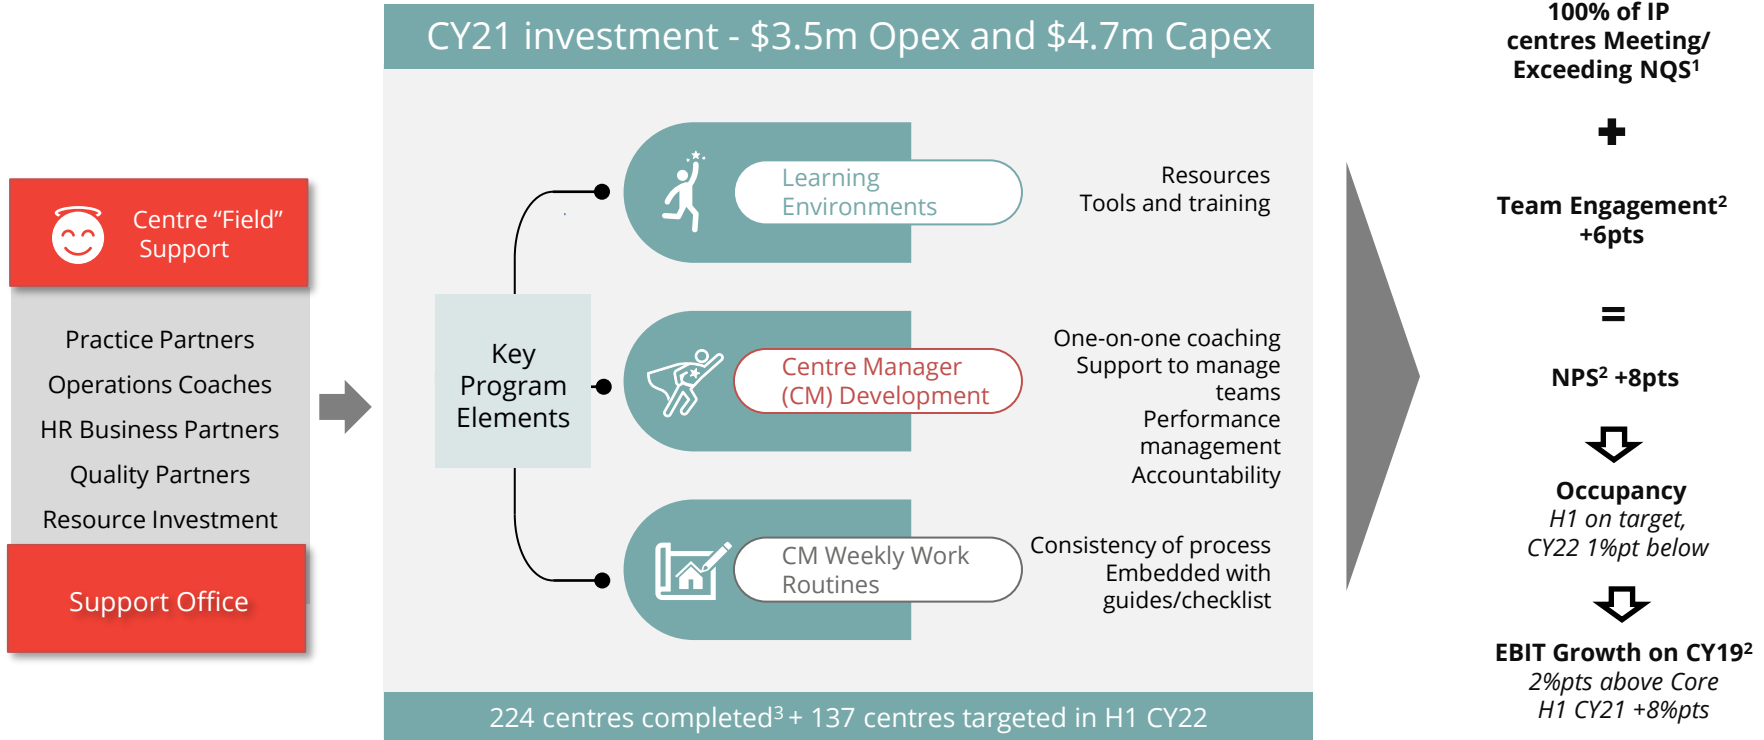 Centre “Field”
Support
Practice Partners
Operations Coaches
HR Business Partners
Quality Partners
Resource Investment
Support Office
CY21 investment - $3.5m Opex and $4.7m Capex
Key
Program
Elements
Learning
Environments
Resources
Tools and training
Centre Manager
(CM) Development
One-on-one coaching
Support to manage
teams
Performance
management
Accountability
CM Weekly Work
Routines
Consistency of process
Embedded with
guides/checklist
224 centres completed³ + 137 centres targeted in H1 CY22
100% of IP
centres Meeting/
Exceeding NQS¹
+
Team Engagement²
+6pts
=
NPS² +8pts
Occupancy
H1 on target,
CY22 1%pt below
EBIT Growth on CY19²
2%pts above Core
H1 CY21 +8%pts